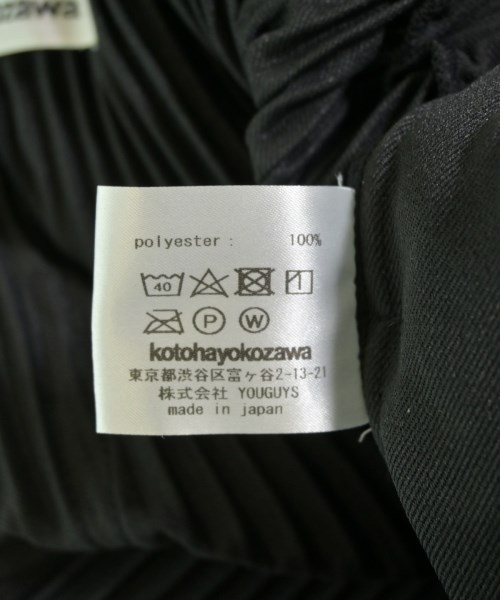 polyester : 100%
40
P W
kotohayokozawa
東京都渋谷区富ヶ谷2-13-21
株式会社 YOUGUYS
made in japan